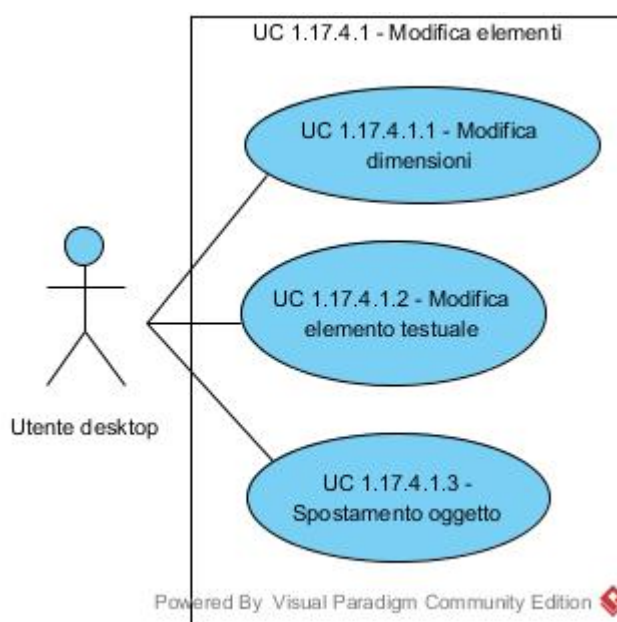 UC 1.17.4.1 - Modifica elementi
UC 1.17.4.1.1 - Modifica
dimensioni
UC 1.17.4.1.2 - Modifica
elemento testuale
Utente desktop
UC 1.17.4.1.3 -
Spostamento oggetto
Powered By Visual Paradigm Community Edition